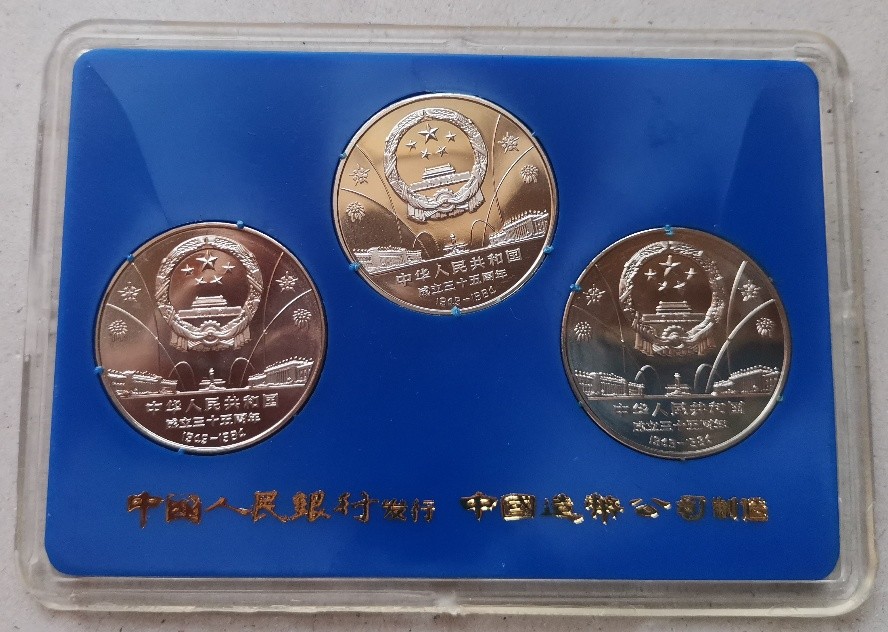 中华人民共和国
成立三十五周年
1949-1984
中华人民共和国
成立三十五周年
1949-1984
中华人民共和国
成立三十五周年
1949-1984
中國人民銀行发行 中国造幣公司制造